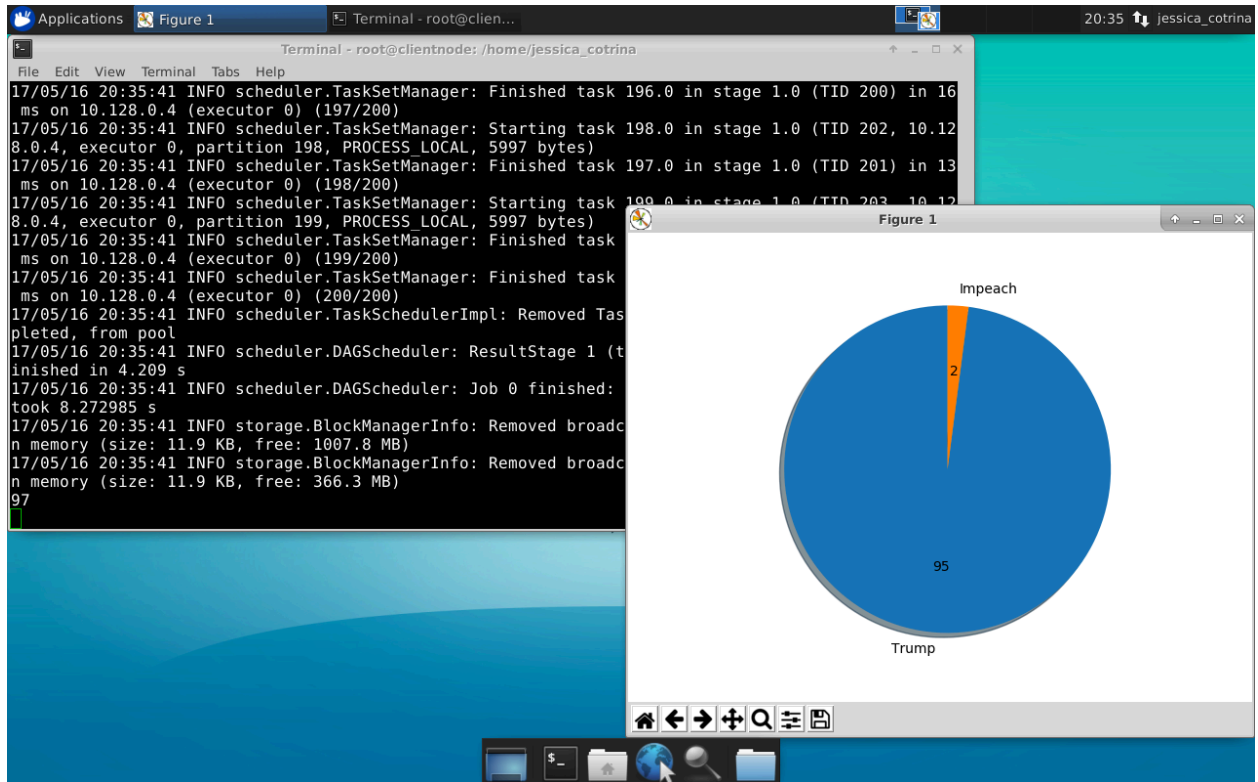 Applications
Figure 1
Terminal - root@clien...
20:35
jessica_cotrina
Terminal - root@clientnode: /home/jessica_cotrina
File Edit View Terminal Tabs Help
17/05/16 20:35:41 INFO scheduler.TaskSetManager: Finished task 196.0 in stage 1.0 (TID 200) in 16
ms on 10.128.0.4 (executor 0) (197/200)
17/05/16 20:35:41 INFO scheduler.TaskSetManager: Starting task 198.0 in stage 1.0 (TID 202, 10.12
8.0.4, executor 0, partition 198, PROCESS_LOCAL, 5997 bytes)
17/05/16 20:35:41 INFO scheduler.TaskSetManager: Finished task 197.0 in stage 1.0 (TID 201) in 13
ms on 10.128.0.4 (executor 0) (198/200)
17/05/16 20:35:41 INFO scheduler.TaskSetManager: Starting task 199.0 in stage 1.0 (TID 203, 10.12
8.0.4, executor 0, partition 199, PROCESS_LOCAL, 5997 bytes)
17/05/16 20:35:41 INFO scheduler.TaskSetManager: Finished task
ms on 10.128.0.4 (executor 0) (199/200)
17/05/16 20:35:41 INFO scheduler.TaskSetManager: Finished task
ms on 10.128.0.4 (executor 0) (200/200)
17/05/16 20:35:41 INFO scheduler.TaskSchedulerImpl: Removed Tas
pleted, from pool
17/05/16 20:35:41 INFO scheduler.DAGScheduler: ResultStage 1 (t
inished in 4.209 s
17/05/16 20:35:41 INFO scheduler.DAGScheduler: Job 0 finished:
took 8.272985 s
17/05/16 20:35:41 INFO storage.BlockManagerInfo: Removed broadc
n memory (size: 11.9 KB, free: 1007.8 MB)
17/05/16 20:35:41 INFO storage.BlockManagerInfo: Removed broadc
n memory (size: 11.9 KB, free: 366.3 MB)
97
Figure 1
Impeach
2
95
Trump
$_